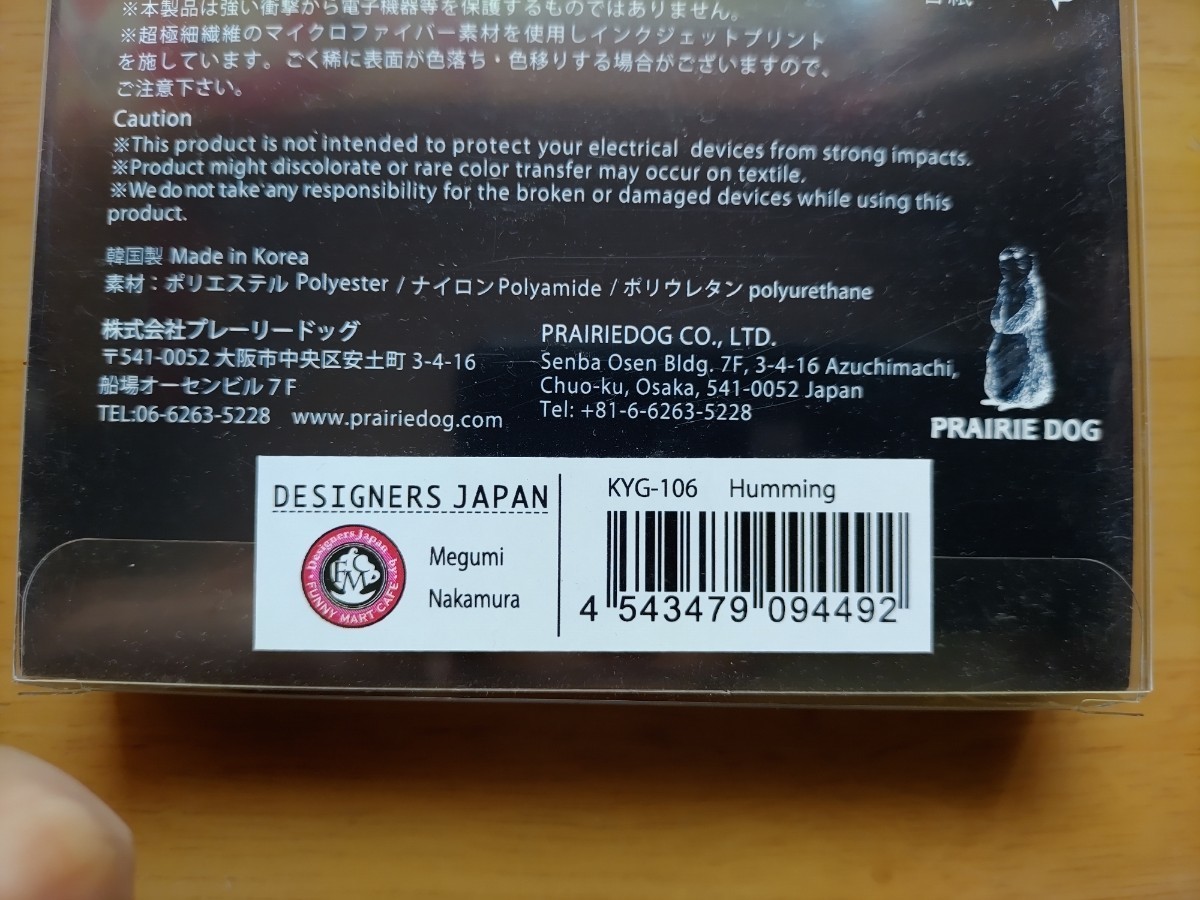 ※本製品は強い衝撃から電子機器等を保護するものではありません。
※超極細繊維のマイクロファイバー素材を使用しインクジェットプリント
を施しています。ごく稀に表面が色落ち・色移りする場合がございますので、
ご注意下さい。
Caution
※This product is not intended to protect your electrical devices from strong impacts.
※Product might discolorate or rare color transfer may occur on textile.
※We do not take any responsibility for the broken or damaged devices while using this
product.
韓国製 Made in Korea
素材：ポリエステル Polyester / ナイロン Polyamide / ポリウレタン polyurethane
株式会社プレーリードッグ
〒541-0052 大阪市中央区安土町 3-4-16
船場オーセンビル７F
TEL:06-6263-5228 www.prairiedog.com
PRAIRIEDOG CO., LTD.
Senba Osen Bldg. 7F, 3-4-16 Azuchimachi,
Chuo-ku, Osaka, 541-0052 Japan
Tel: +81-6-6263-5228
PRAIRIE DOG
DESIGNERS JAPAN
Designers Japan by
FCM
FUNNY MART CAFE
Megumi
Nakamura
KYG-106 Humming
4 543479 094492